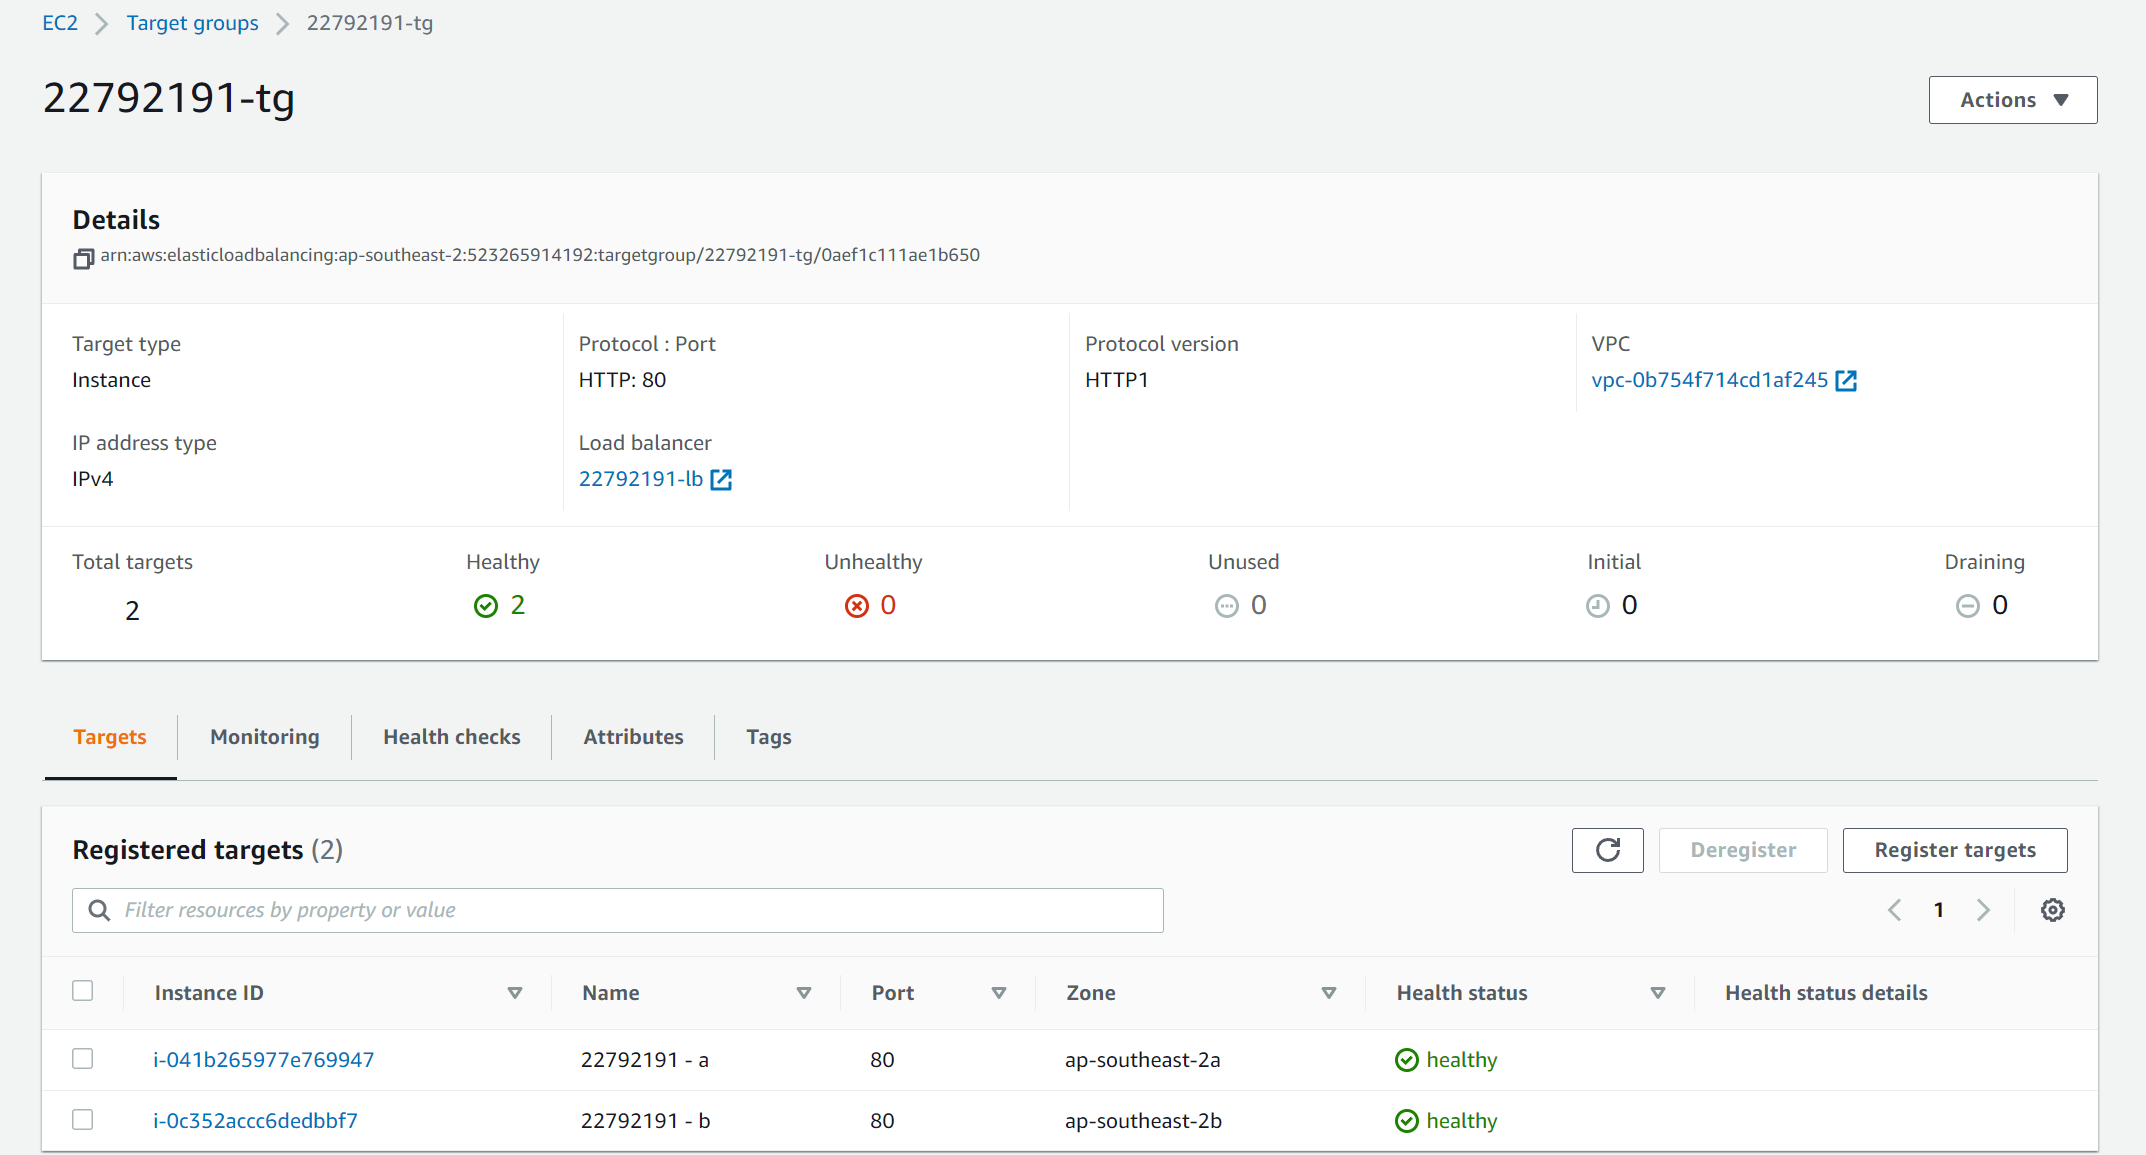 EC2 > Target groups > 22792191-tg
22792191-tg
Actions
Details
arn:aws:elasticloadbalancing:ap-southeast-2:523265914192:targetgroup/22792191-tg/0aef1c111ae1b650
Target type Protocol : Port Protocol version VPC
Instance HTTP: 80 HTTP1 vpc-0b754f714cd1af245
IP address type Load balancer
IPv4 22792191-lb
Total targets Healthy Unhealthy Unused Initial Draining
2 2 0 0 0 0
Targets Monitoring Health checks Attributes Tags
Registered targets (2) Deregister Register targets
Filter resources by property or value 1
Instance ID Name Port Zone Health status Health status details
i-041b265977e769947 22792191 - a 80 ap-southeast-2a healthy
i-0c352accc6dedbbf7 22792191 - b 80 ap-southeast-2b healthy